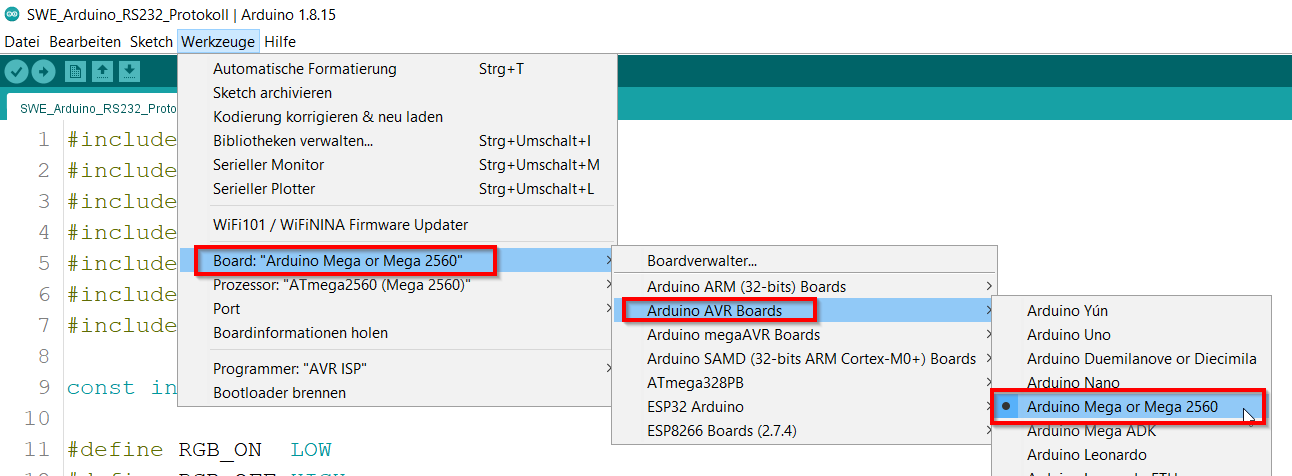 SWE_Arduino_RS232_Protokoll | Arduino 1.8.15
Datei Bearbeiten Sketch Werkzeuge Hilfe
SWE_Arduino_RS232_Proto
Automatische Formatierung Strg+T
Sketch archivieren
Kodierung korrigieren & neu laden
Bibliotheken verwalten... Strg+Umschalt+I
Serieller Monitor Strg+Umschalt+M
Serieller Plotter Strg+Umschalt+L
WiFi101 / WiFiNINA Firmware Updater
Board: "Arduino Mega or Mega 2560"
Prozessor: "ATmega2560 (Mega 2560)"
Port
Boardinformationen holen
Programmer: "AVR ISP"
Bootloader brennen
Boardverwalter...
Arduino ARM (32-bits) Boards
Arduino AVR Boards
Arduino megaAVR Boards
Arduino SAMD (32-bits ARM Cortex-M0+) Boards
ATmega328PB
ESP32 Arduino
ESP8266 Boards (2.7.4)
Arduino Yún
Arduino Uno
Arduino Duemilanove or Diecimila
Arduino Nano
Arduino Mega or Mega 2560
Arduino Mega ADK
Arduino Leonardo
1 #include
2 #include
3 #include
4 #include
5 #include
6 #include
7 #include
8
9 const in
10
11 #define RGB_ON LOW